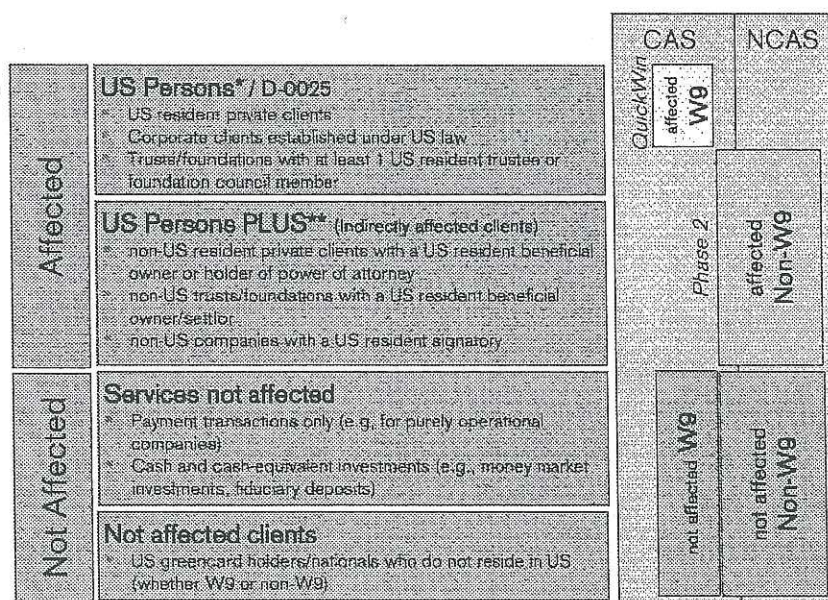 CAS
NCAS
Affected
US Persons* / D-0025
* US resident private clients
* Corporate clients established under US law
* Trusts/foundations with at least 1 US resident trustee or
foundation council member
US Persons PLUS** (Indirectly affected clients)
* non-US resident private clients with a US resident beneficial
owner or holder of power of attorney
* non-US trusts/foundations with a US resident beneficial
owner/settlor
* non-US companies with a US resident signatory
QuickWin
affected
W9
Phase 2
affected
Non-W9
Not Affected
Services not affected
* Payment transactions only (e.g, for purely operational
companies)
* Cash and cash-equivalent investments (e.g., money market
investments, fiduciary deposits)
Not affected clients
* US greencard holders/nationals who do not reside in US
(whether W9 or non-W9)
not affected W9
not affected
Non-W9